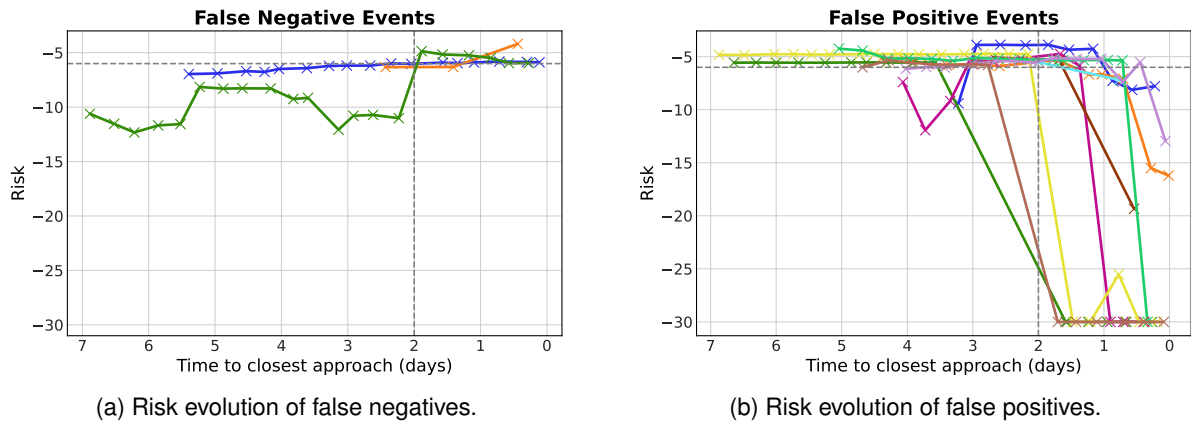 False Negative Events
−5
−10
−15
−20
−25
−30
Risk
7 6 5 4 3 2 1 0
Time to closest approach (days)
(a) Risk evolution of false negatives.
False Positive Events
−5
−10
−15
−20
−25
−30
Risk
7 6 5 4 3 2 1 0
Time to closest approach (days)
(b) Risk evolution of false positives.